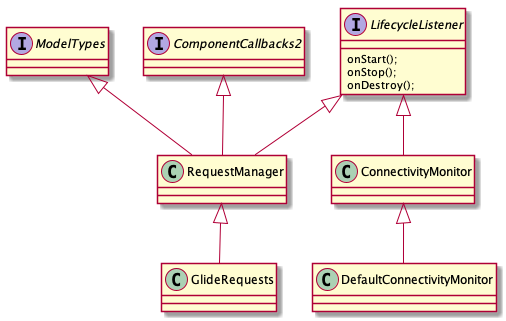 I ModelTypes
I ComponentCallbacks2
I LifecycleListener
onStart();
onStop();
onDestroy();
C RequestManager
C ConnectivityMonitor
C GlideRequests
C DefaultConnectivityMonitor